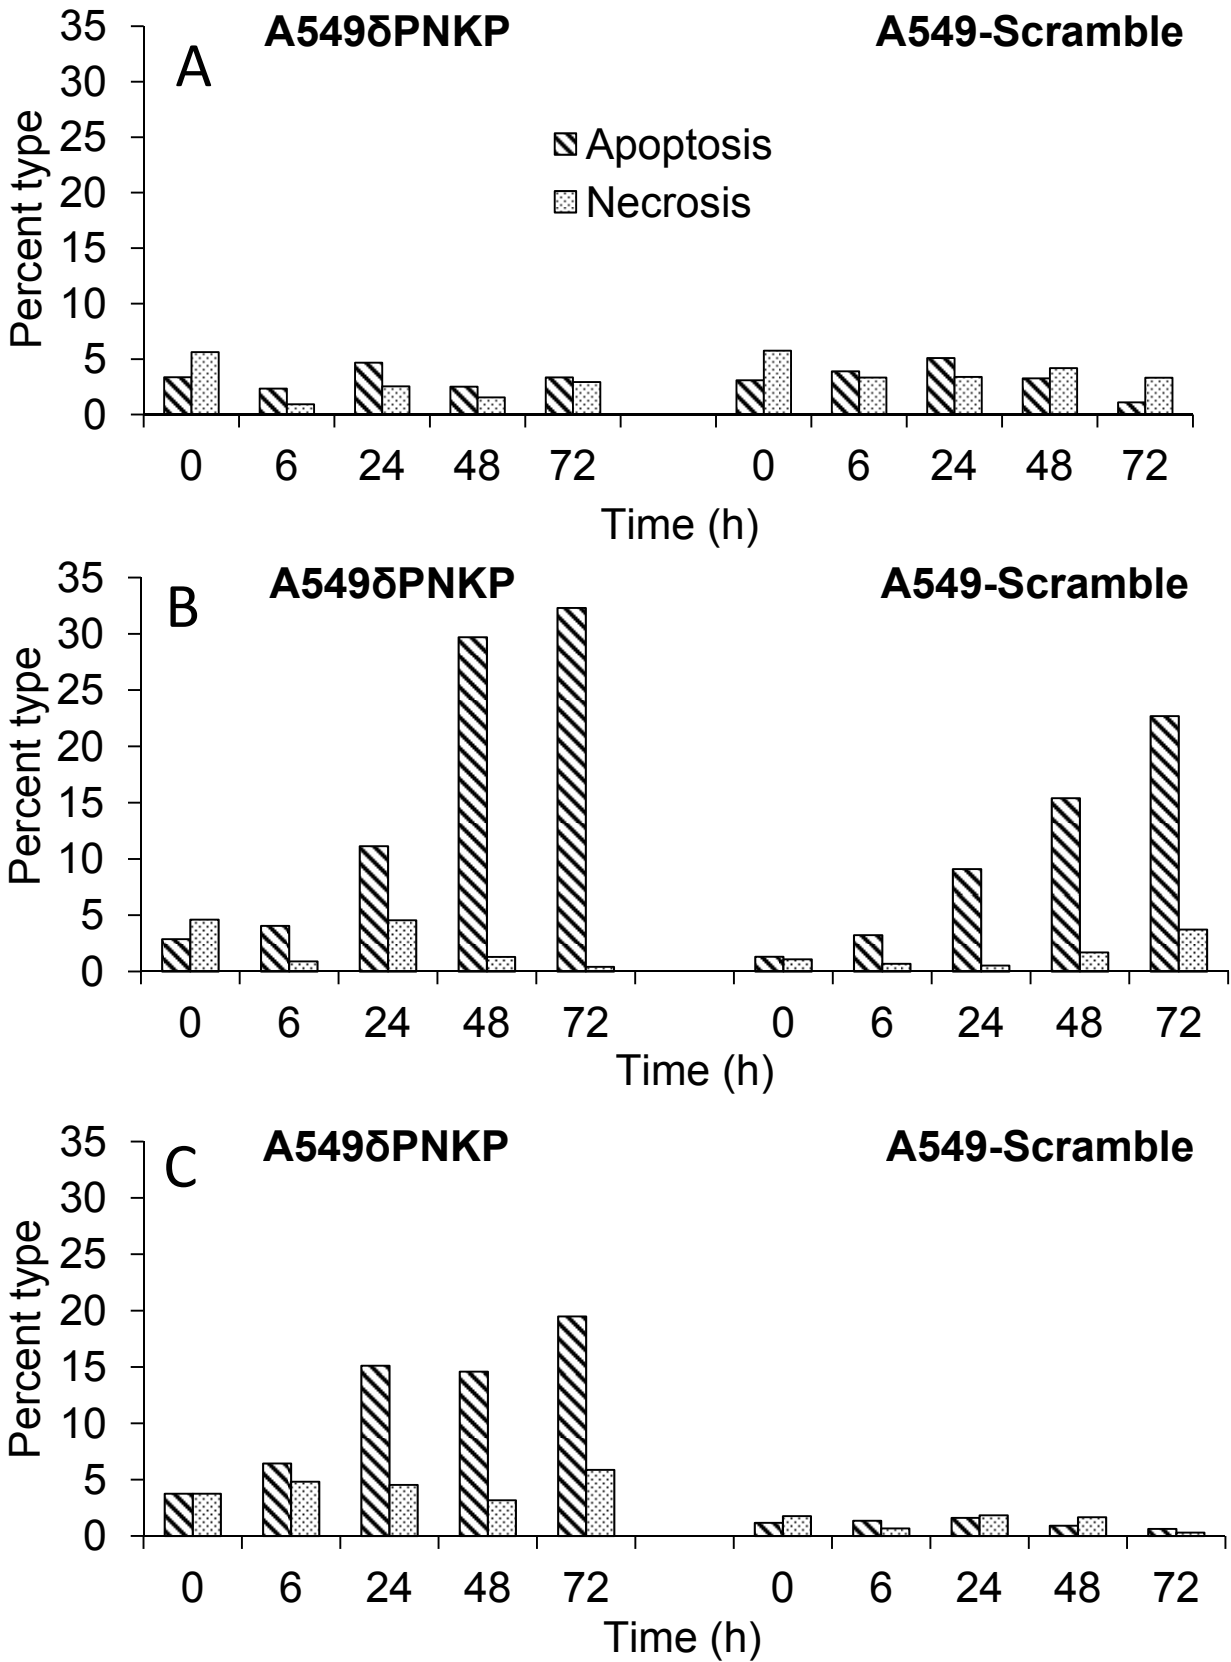 A549δPNKP A549-Scramble
A
35
30
25
20
15
10
5
0
Percent type
Apoptosis
Necrosis
0 6 24 48 72 0 6 24 48 72
Time (h)
A549δPNKP A549-Scramble
B
35
30
25
20
15
10
5
0
Percent type
0 6 24 48 72 0 6 24 48 72
Time (h)
A549δPNKP A549-Scramble
C
35
30
25
20
15
10
5
0
Percent type
0 6 24 48 72 0 6 24 48 72
Time (h)